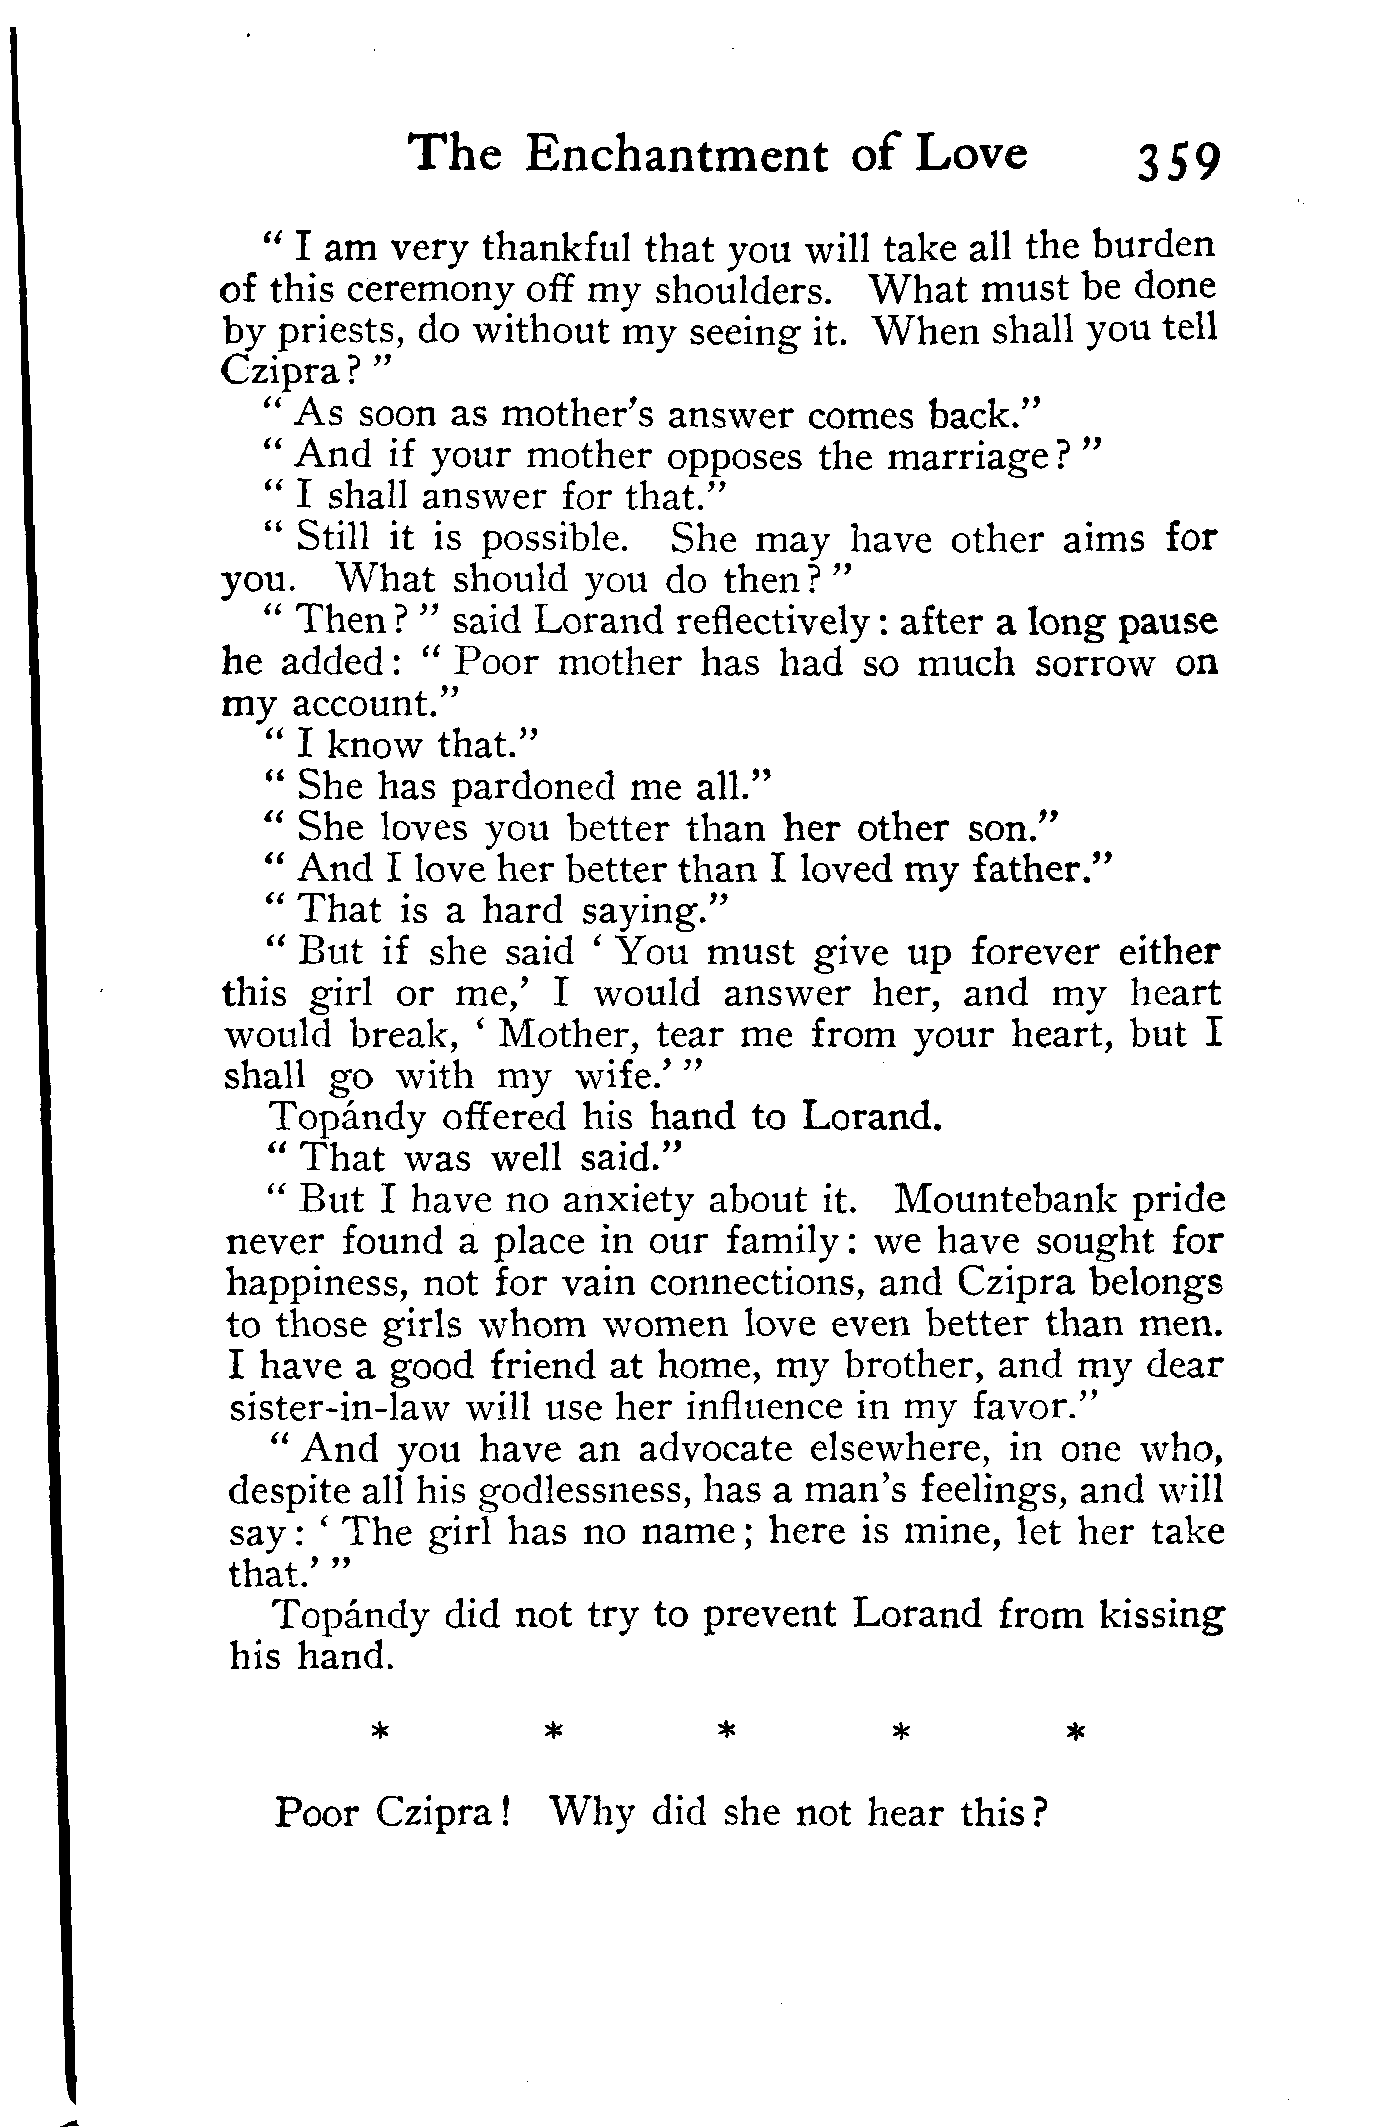 The Enchantment of Love 359
“ I am very thankful that you will take all the burden
of this ceremony off my shoulders. What must be done
by priests, do without my seeing it. When shall you tell
Czipra? ”
“ As soon as mother's answer comes back.”
“ And if your mother opposes the marriage? ”
“ I shall answer for that.”
“ Still it is possible. She may have other aims for
you. What should you do then? ”
“ Then? ” said Lorand reflectively: after a long pause
he added: “ Poor mother has had so much sorrow on
my account.”
“ I know that.”
“ She has pardoned me all.”
“ She loves you better than her other son.”
“ And I love her better than I loved my father.”
“ That is a hard saying.”
“ But if she said ‘ You must give up forever either
this girl or me,’ I would answer her, and my heart
would break, ‘ Mother, tear me from your heart, but I
shall go with my wife.’ ”
Topándy offered his hand to Lorand.
“ That was well said.”
“ But I have no anxiety about it. Mountebank pride
never found a place in our family: we have sought for
happiness, not for vain connections, and Czipra belongs
to those girls whom women love even better than men.
I have a good friend at home, my brother, and my dear
sister-in-law will use her influence in my favor.”
“ And you have an advocate elsewhere, in one who,
despite all his godlessness, has a man's feelings, and will
say: ‘ The girl has no name; here is mine, let her take
that.’ ”
Topándy did not try to prevent Lorand from kissing
his hand.
* * * * *
Poor Czipra! Why did she not hear this?